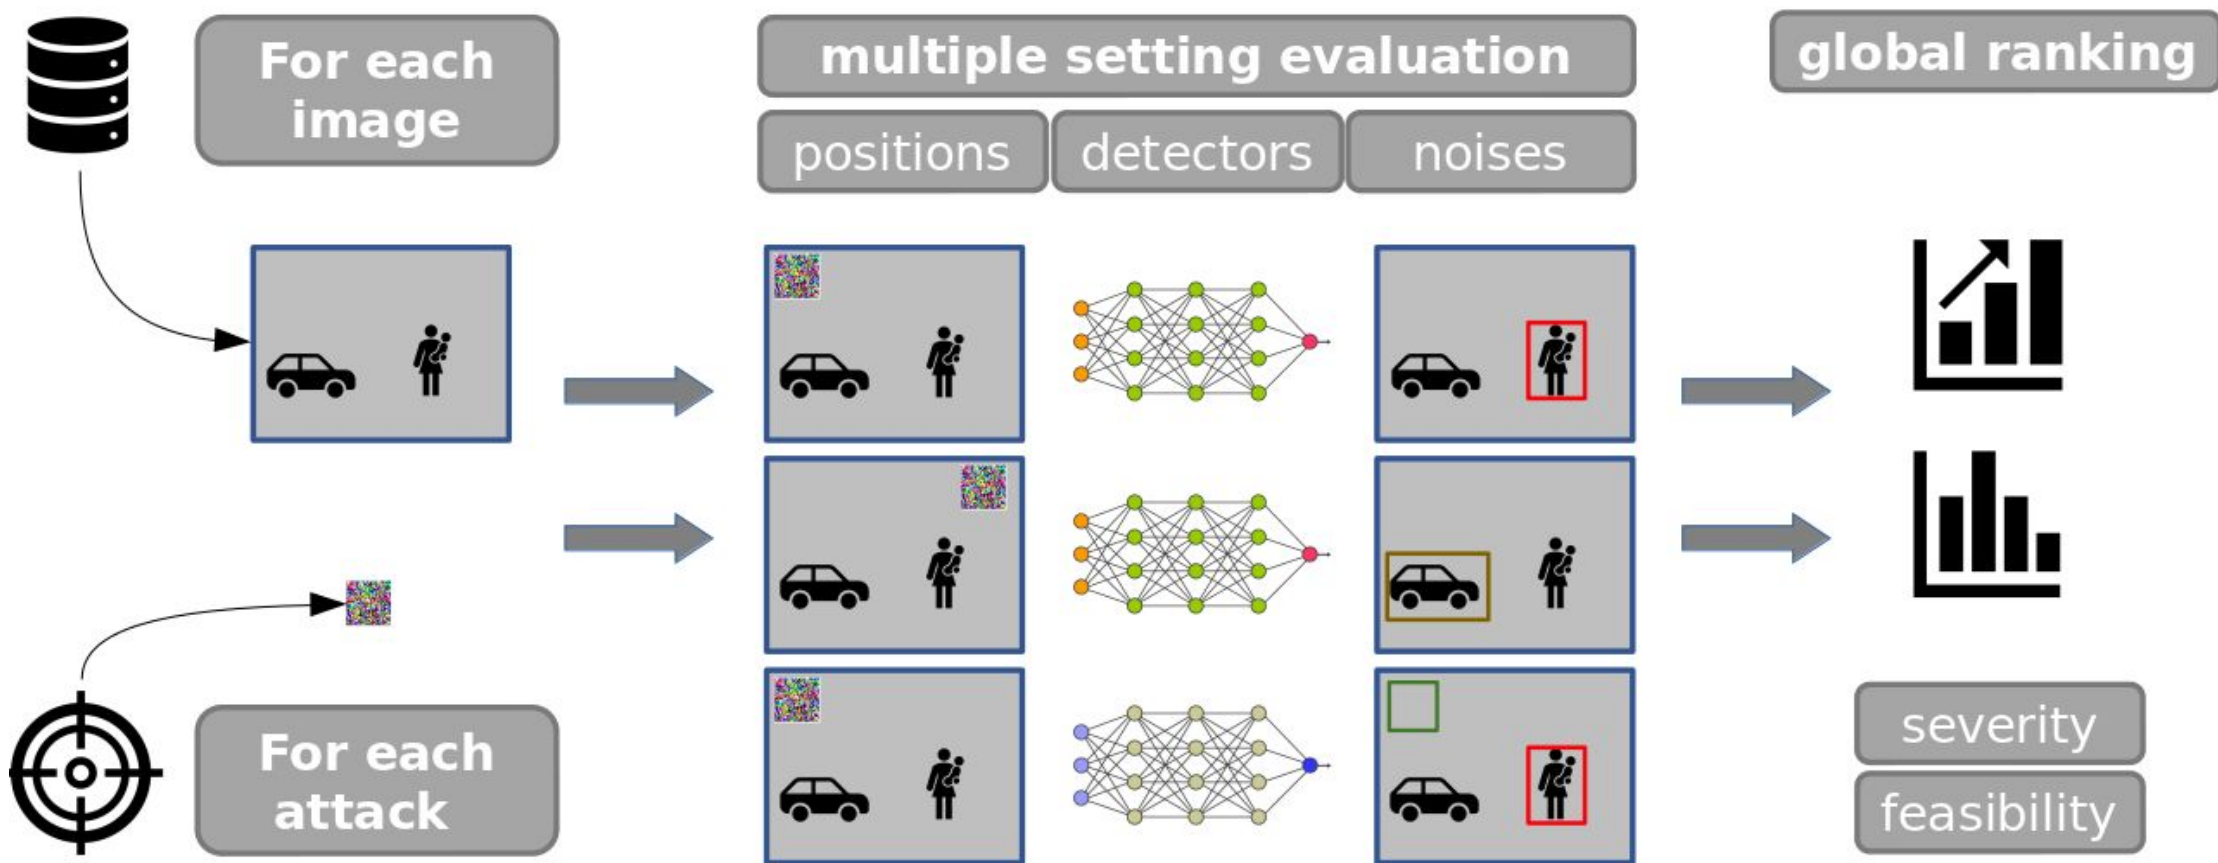 For each
image
multiple setting evaluation
positions
detectors
noises
global ranking
For each
attack
severity
feasibility